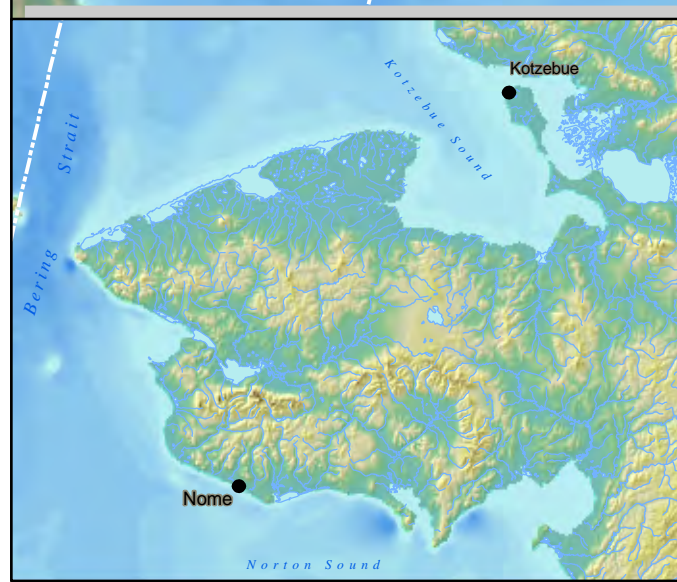 Kotzebue
Kotzebue Sound
Bering Strait
Nome
Norton Sound